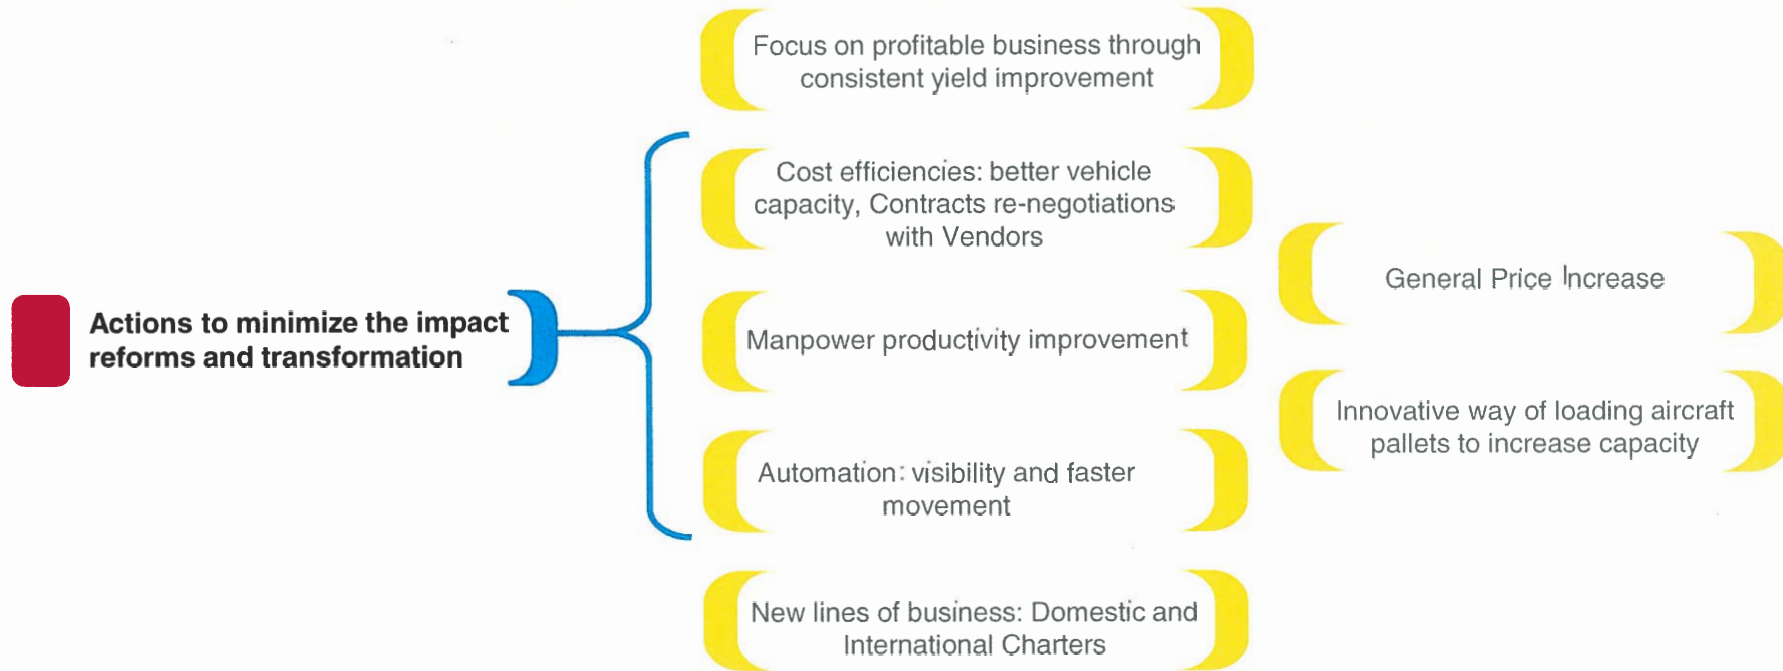 Focus on profitable business through
consistent yield improvement
Cost efficiencies: better vehicle
capacity, Contracts re-negotiations
with Vendors
General Price Increase
Actions to minimize the impact
reforms and transformation
Manpower productivity improvement
Innovative way of loading aircraft
pallets to increase capacity
Automation: visibility and faster
movement
New lines of business: Domestic and
International Charters